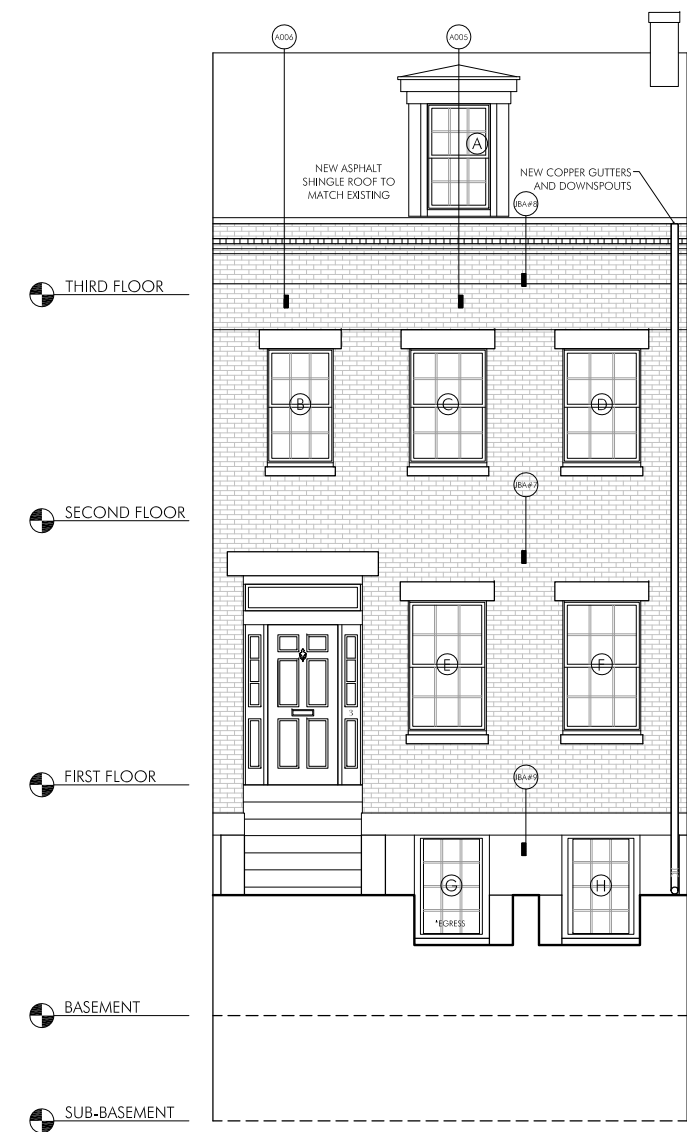 A006
A005
A
NEW ASPHALT
SHINGLE ROOF TO
MATCH EXISTING
NEW COPPER GUTTERS
AND DOWNSPOUTS
JBA#8
THIRD FLOOR
B
C
D
JBA#7
SECOND FLOOR
E
F
3
FIRST FLOOR
JBA#9
G
H
*EGRESS
BASEMENT
SUB-BASEMENT